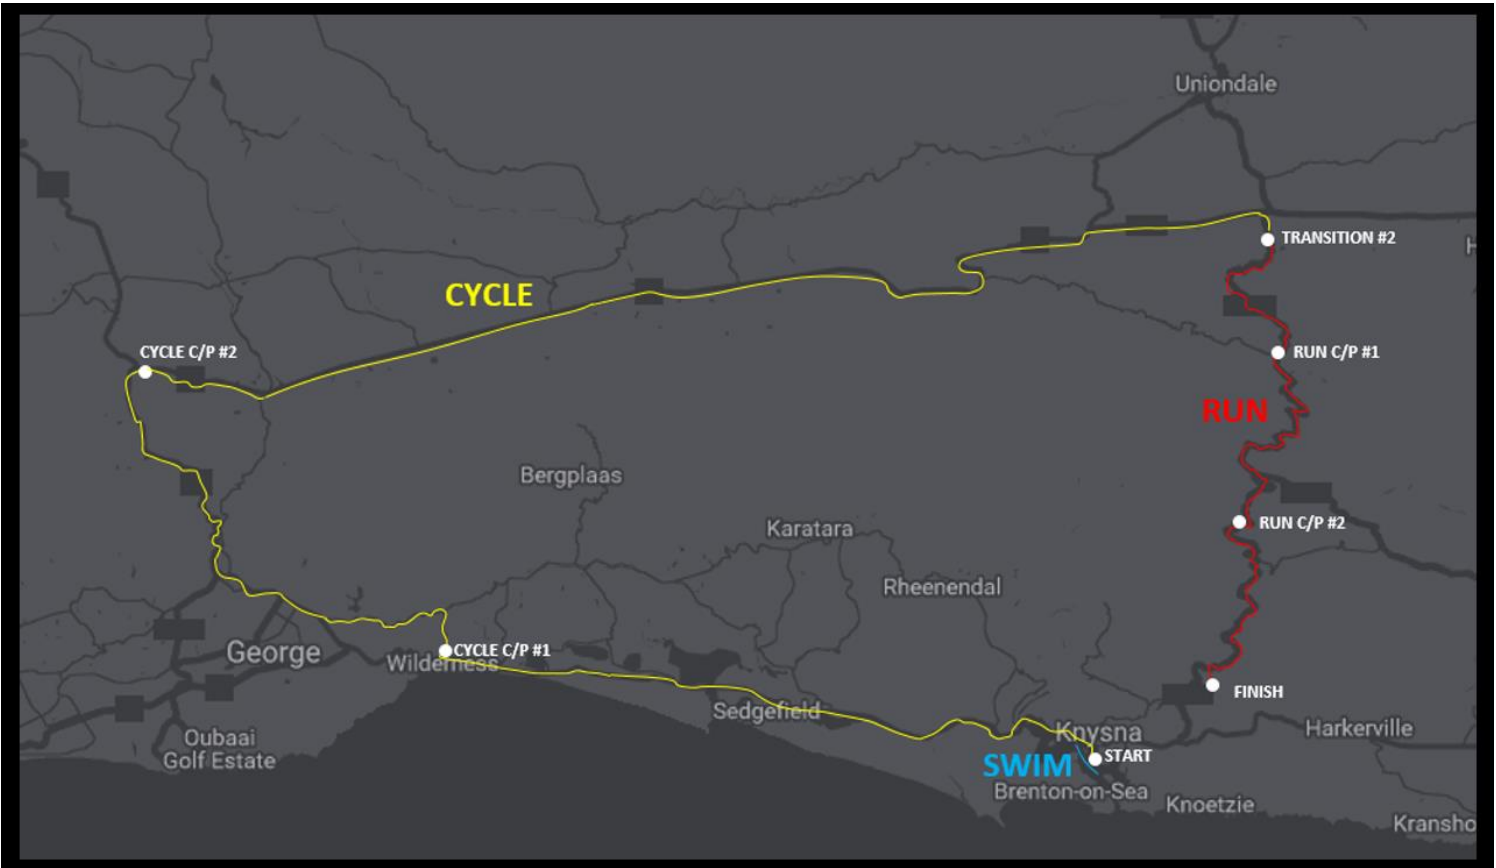 Uniondale
TRANSITION #2
H
CYCLE
CYCLE C/P #2
RUN C/P #1
RUN
Bergplaas
Karatara
RUN C/P #2
Rheenendal
George
Wilderness
CYCLE C/P #1
FINISH
Sedgefield
Knysna
Harkerville
Oubaai
Golf Estate
START
SWIM
Brenton-on-Sea
Knoetzie
Kransho